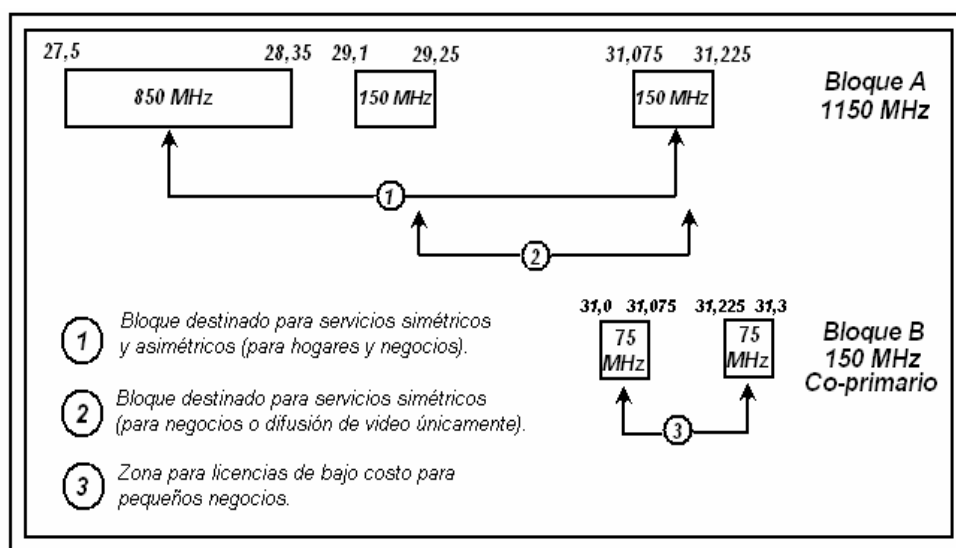 27,5 28,35 29,1 29,25 31,075 31,225
850 MHz 150 MHz 150 MHz
Bloque A
1150 MHz
1
2
31,0 31,075 31,225 31,3
75 MHz
75 MHz
Bloque B
150 MHz
Co-primario
3
1 Bloque destinado para servicios simétricos
y asimétricos (para hogares y negocios).
2 Bloque destinado para servicios simétricos
(para negocios o difusión de video únicamente).
3 Zona para licencias de bajo costo para
pequeños negocios.